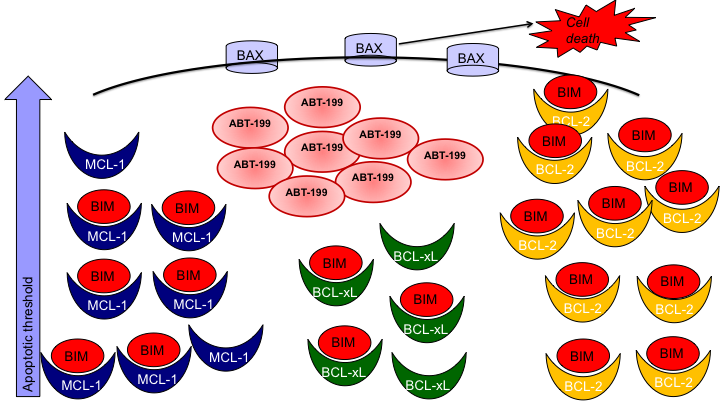 BAX
BAX
BAX
Cell
death
ABT-199
ABT-199
ABT-199
ABT-199
ABT-199
ABT-199
ABT-199
ABT-199
Apoptotic threshold
MCL-1
BIM
MCL-1
BIM
MCL-1
BIM
MCL-1
BIM
MCL-1
BIM
MCL-1
BIM
MCL-1
MCL-1
BCL-xL
BIM
BCL-xL
BIM
BCL-xL
BIM
BCL-xL
BCL-xL
BIM
BCL-2
BIM
BCL-2
BIM
BCL-2
BIM
BCL-2
BIM
BCL-2
BIM
BCL-2
BIM
BCL-2
BIM
BCL-2
BIM
BCL-2
BIM
BCL-2